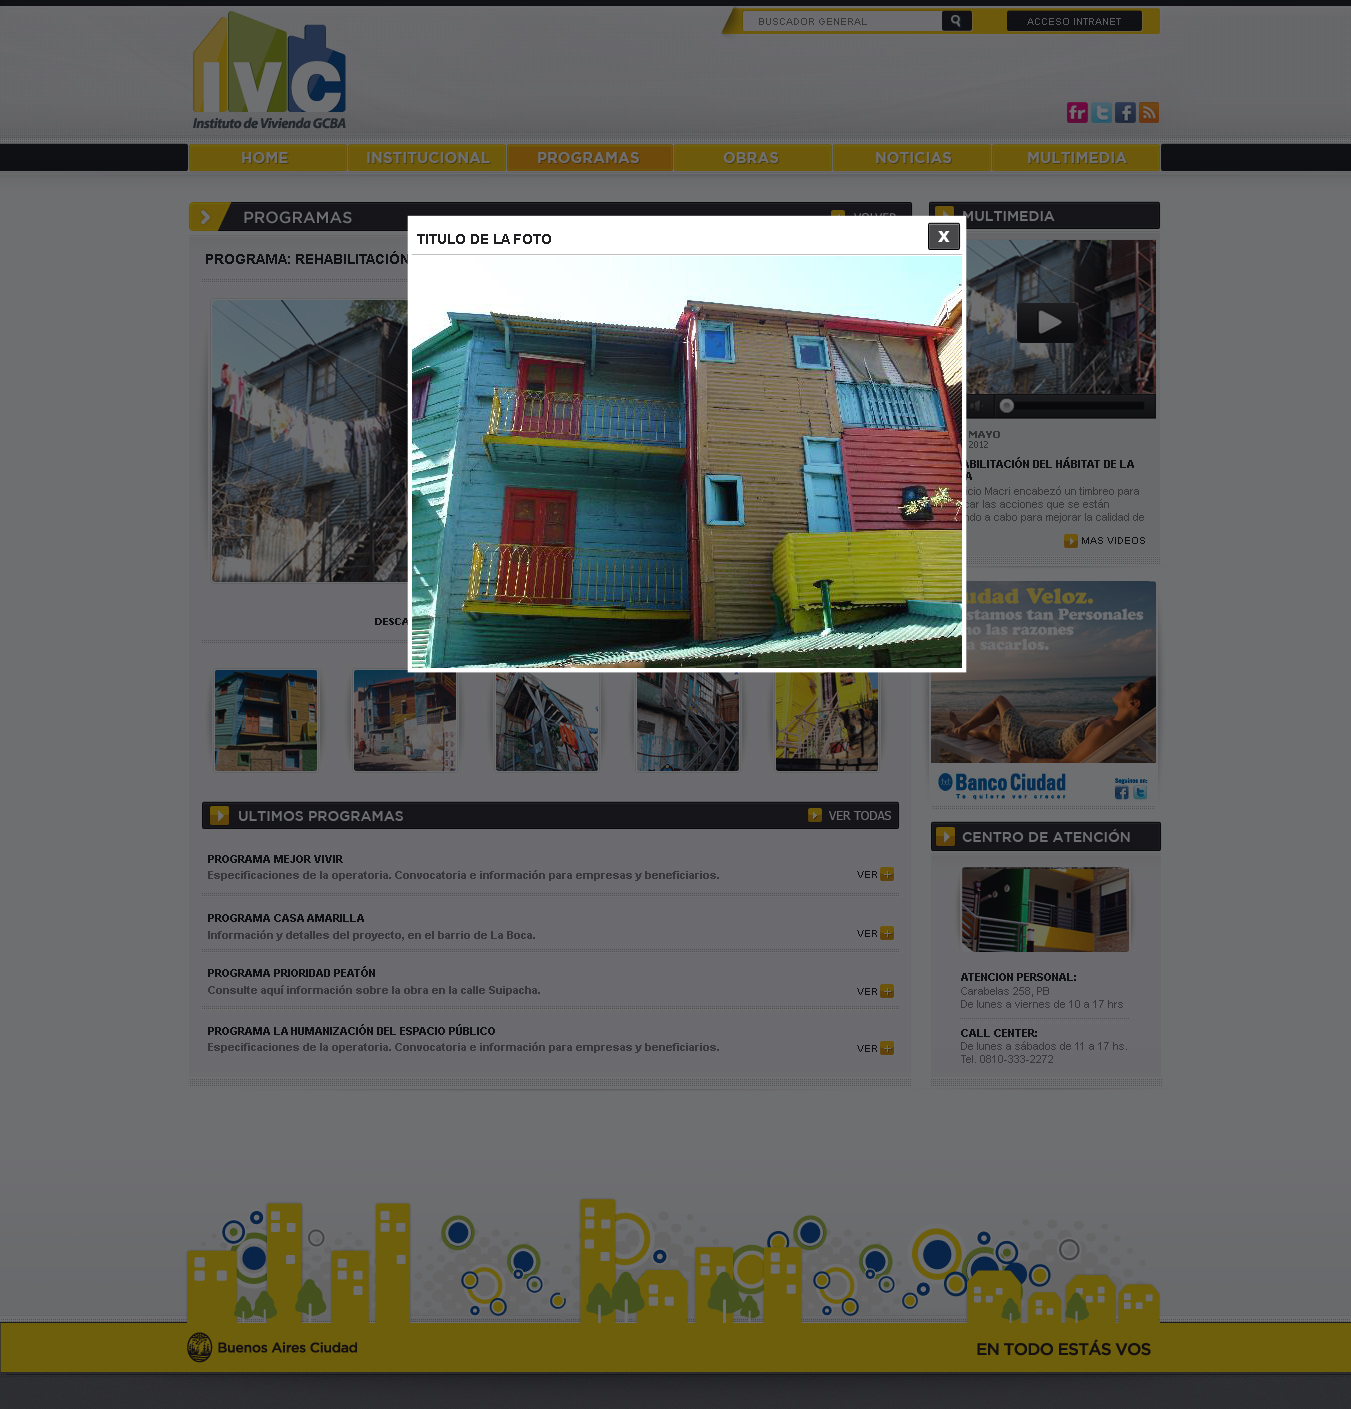 IVC
Instituto de Vivienda GCBA
BUSCADOR GENERAL
ACCESO INTRANET
fr
HOME
INSTITUCIONAL
PROGRAMAS
OBRAS
NOTICIAS
MULTIMEDIA
PROGRAMAS
VOLVER
PROGRAMA: REHABILITACIÓN
TITULO DE LA FOTO
X
DESCA
ULTIMOS PROGRAMAS
VER TODAS
PROGRAMA MEJOR VIVIR
Especificaciones de la operatoria. Convocatoria e información para empresas y beneficiarios.
VER
PROGRAMA CASA AMARILLA
Información y detalles del proyecto, en el barrio de La Boca.
VER
PROGRAMA PRIORIDAD PEATÓN
Consulte aquí información sobre la obra en la calle Suipacha.
VER
PROGRAMA LA HUMANIZACIÓN DEL ESPACIO PÚBLICO
Especificaciones de la operatoria. Convocatoria e información para empresas y beneficiarios.
VER
MULTIMEDIA
MAYO
2012
ABILITACIÓN DEL HÁBITAT DE LA
A
cio Macri encabezó un timbreo para
car las acciones que se están
ndo a cabo para mejorar la calidad de
MAS VIDEOS
udad Veloz.
stamos tan Personales
no las razones
a sacarlos.
Banco Ciudad
Te quiere ver crecer
Seguinos en:
CENTRO DE ATENCIÓN
ATENCION PERSONAL:
Carabelas 258, PB
De lunes a viernes de 10 a 17 hrs
CALL CENTER:
De lunes a sábados de 11 a 17 hs.
Tel. 0810-333-2272
Buenos Aires Ciudad
EN TODO ESTÁS VOS